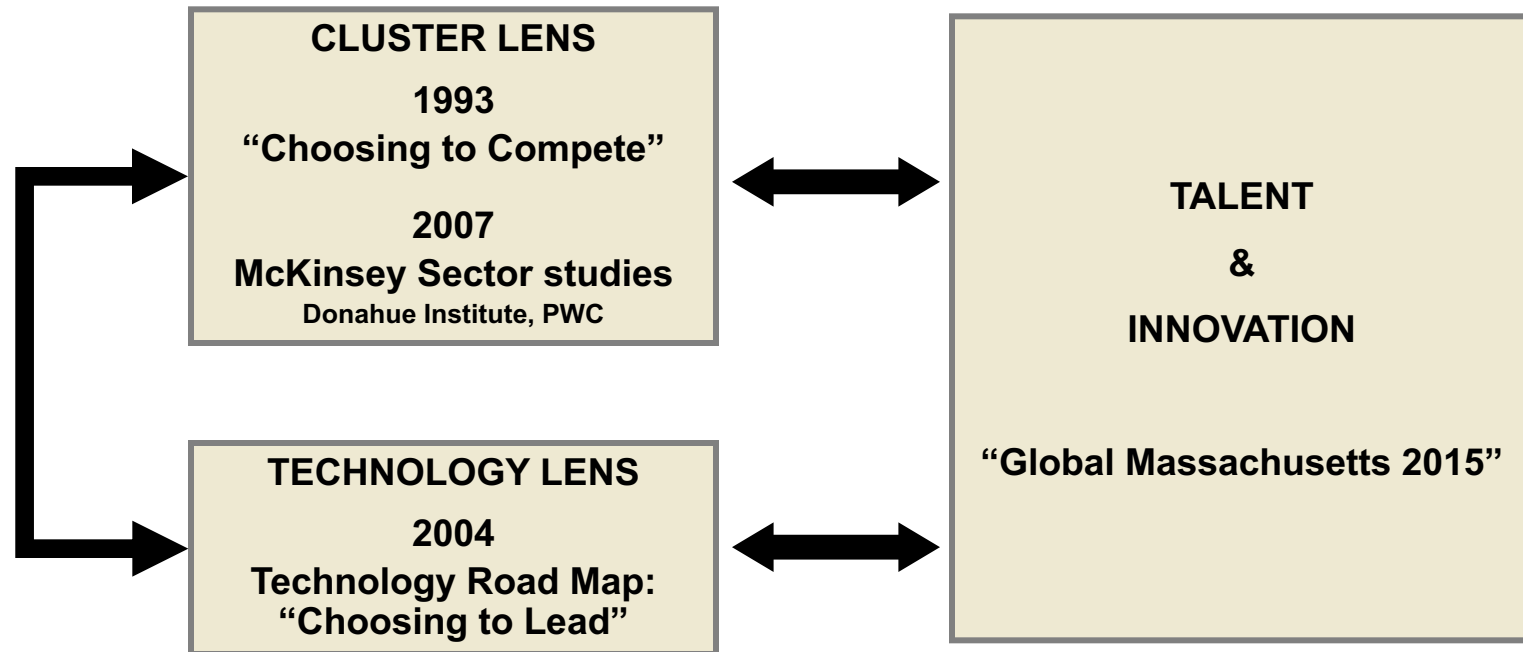 CLUSTER LENS
1993
“Choosing to Compete”
2007
McKinsey Sector studies
Donahue Institute, PWC
TECHNOLOGY LENS
2004
Technology Road Map:
“Choosing to Lead”
TALENT
&
INNOVATION
“Global Massachusetts 2015”